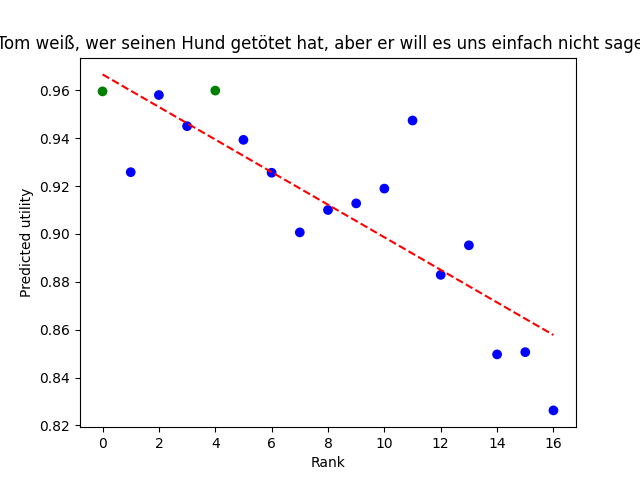 Tom weiß, wer seinen Hund getötet hat, aber er will es uns einfach nicht sage
Predicted utility
0.96
0.94
0.92
0.90
0.88
0.86
0.84
0.82
0 2 4 6 8 10 12 14 16
Rank